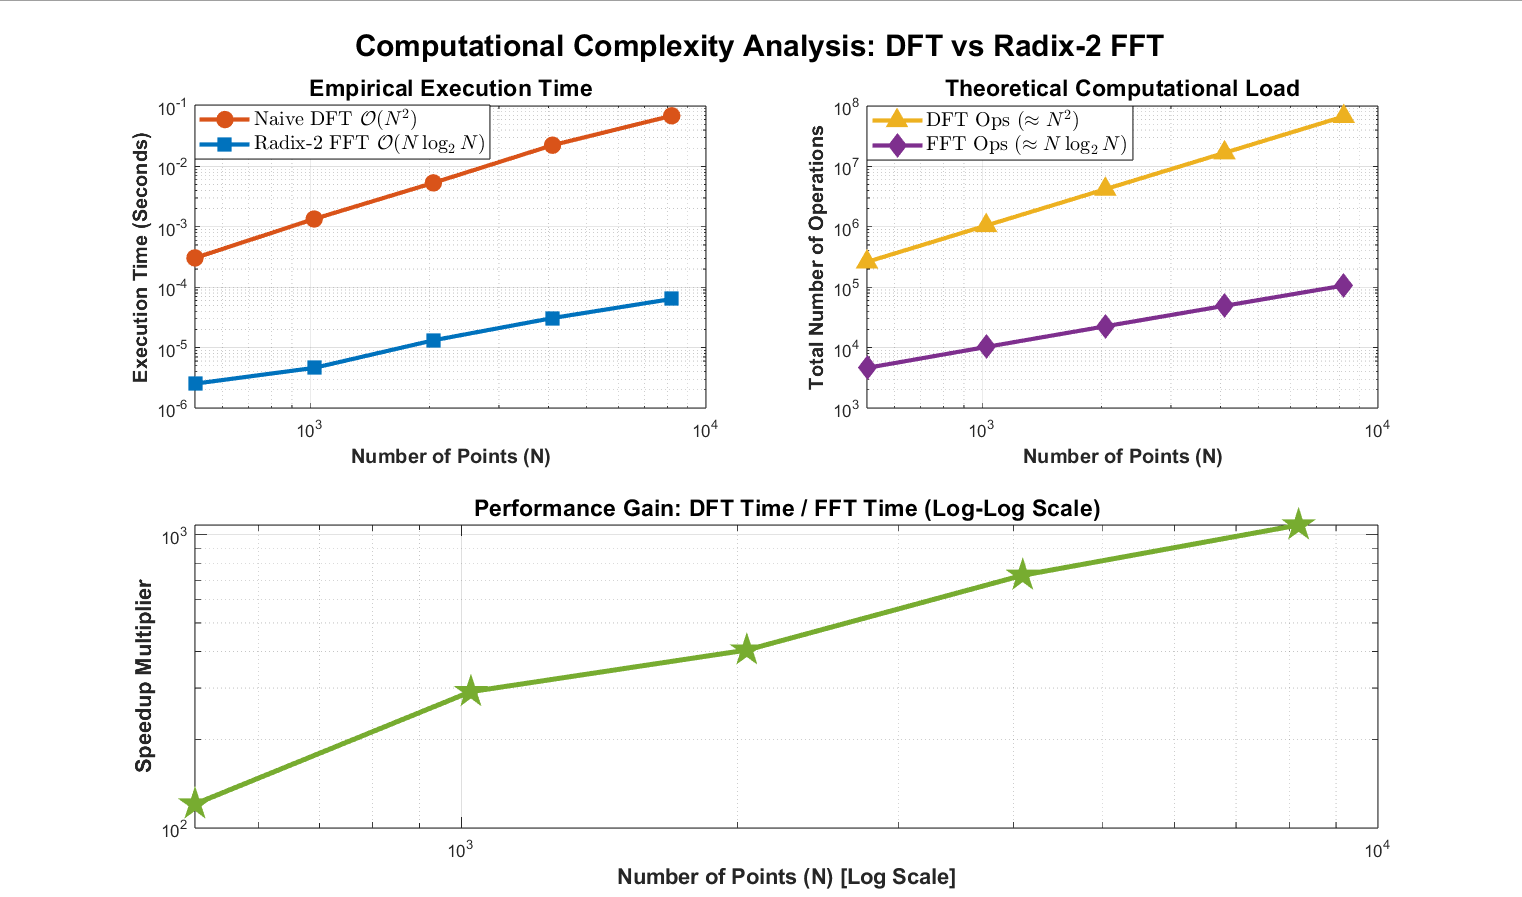 Computational Complexity Analysis: DFT vs Radix-2 FFT
Empirical Execution Time
Naive DFT 𝒪(N²)
Radix-2 FFT 𝒪(N log₂ N)
Execution Time (Seconds)
10⁻¹
10⁻²
10⁻³
10⁻⁴
10⁻⁵
10⁻⁶
10³
10⁴
Number of Points (N)
Theoretical Computational Load
DFT Ops (≈ N²)
FFT Ops (≈ N log₂ N)
Total Number of Operations
10⁸
10⁷
10⁶
10⁵
10⁴
10³
10³
10⁴
Number of Points (N)
Performance Gain: DFT Time / FFT Time (Log-Log Scale)
Speedup Multiplier
10³
10²
10³
10⁴
Number of Points (N) [Log Scale]